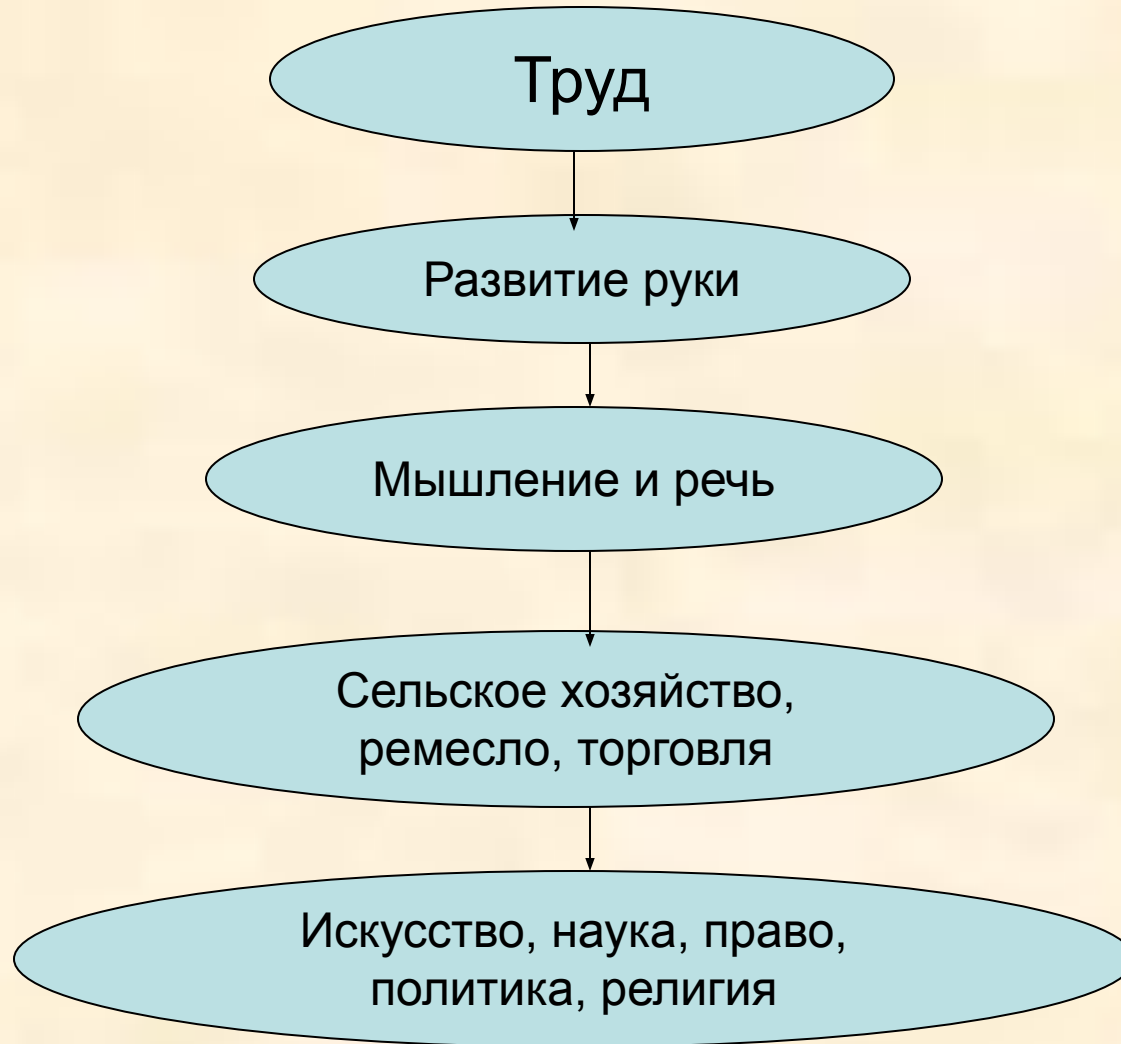 Труд
Развитие руки
Мышление и речь
Сельское хозяйство,
ремесло, торговля
Искусство, наука, право,
политика, религия